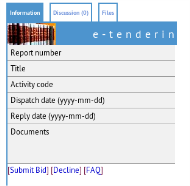 Information Discussion (0) Files
e-tenderin
Report number
Title
Activity code
Dispatch date (yyyy-mm-dd)
Reply date (yyyy-mm-dd)
Documents
[Submit Bid] [Decline] [FAQ]